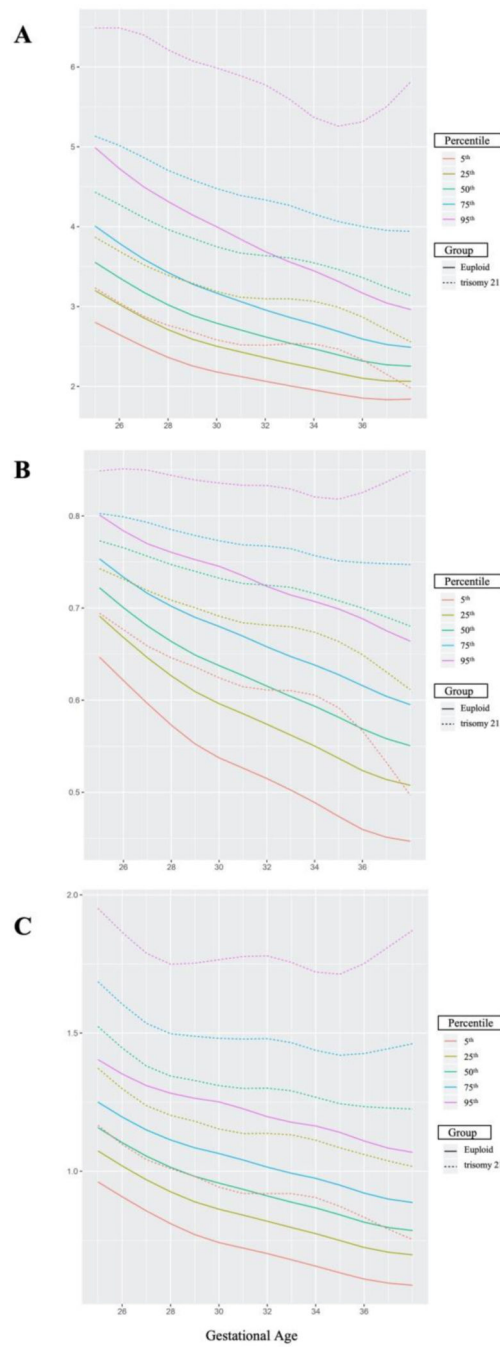 A
6
5
4
3
2
26 28 30 32 34 36
Percentile
5th
25th
50th
75th
95th
Group
Euploid
trisomy 21
B
0.8
0.7
0.6
0.5
26 28 30 32 34 36
Percentile
5th
25th
50th
75th
95th
Group
Euploid
trisomy 21
C
2.0
1.5
1.0
26 28 30 32 34 36
Percentile
5th
25th
50th
75th
95th
Group
Euploid
trisomy 2
Gestational Age